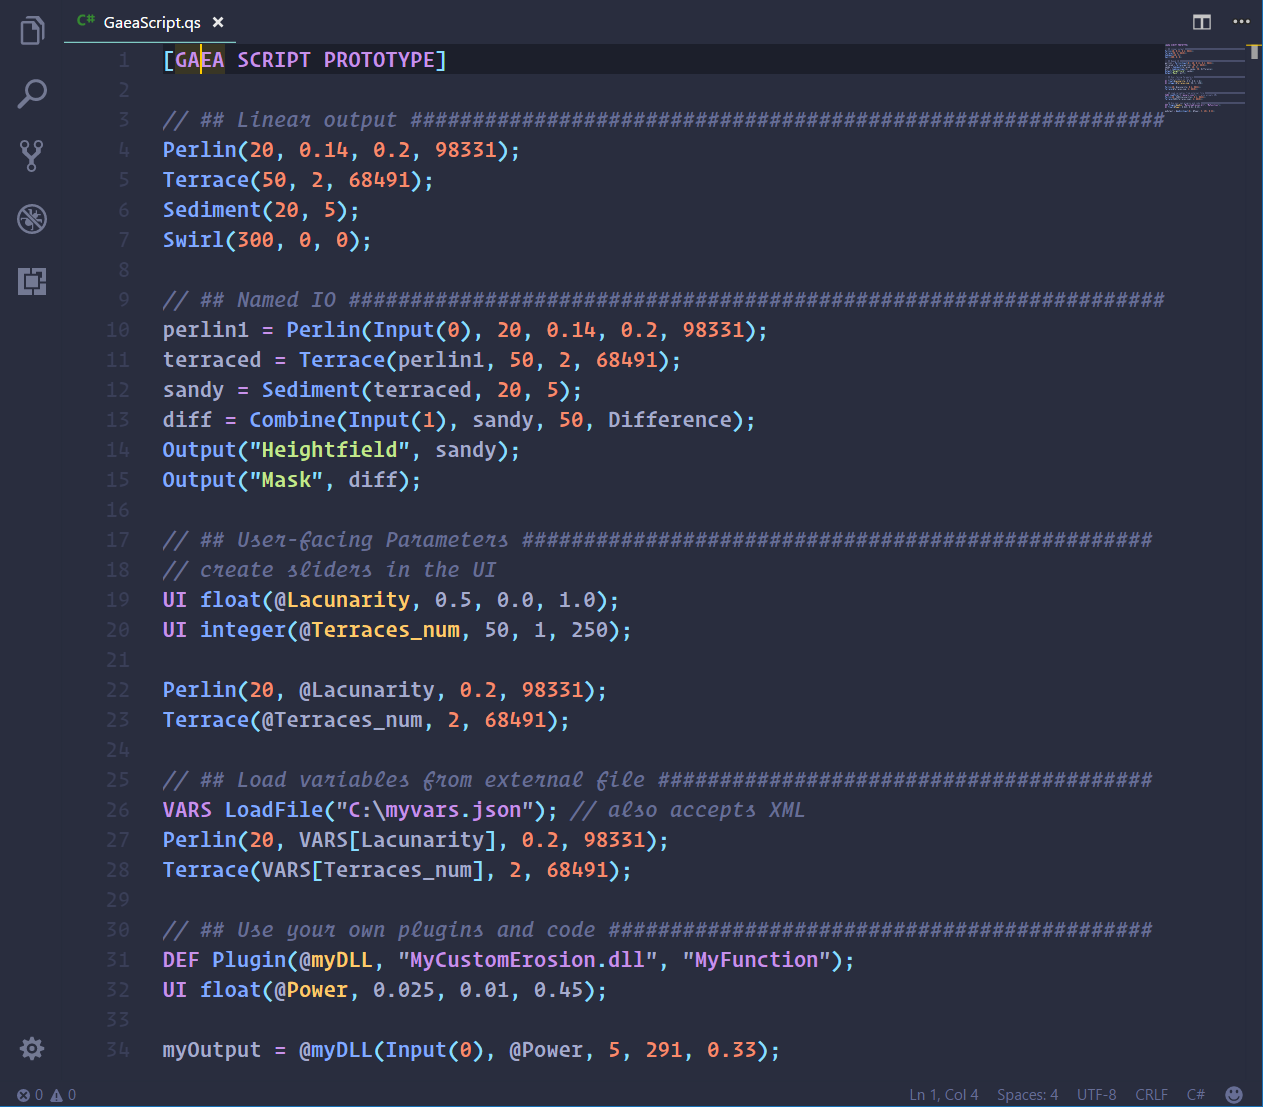 C# GaeaScript.qs ×
1 [GAEA SCRIPT PROTOTYPE]
2
3 // ## Linear output #############################################################
4 Perlin(20, 0.14, 0.2, 98331);
5 Terrace(50, 2, 68491);
6 Sediment(20, 5);
7 Swirl(300, 0, 0);
8
9 // ## Named IO ##################################################################
10 perlin1 = Perlin(Input(0), 20, 0.14, 0.2, 98331);
11 terraced = Terrace(perlin1, 50, 2, 68491);
12 sandy = Sediment(terraced, 20, 5);
13 diff = Combine(Input(1), sandy, 50, Difference);
14 Output("Heightfield", sandy);
15 Output("Mask", diff);
16
17 // ## User-facing Parameters ###################################################
18 // create sliders in the UI
19 UI float(@Lacunarity, 0.5, 0.0, 1.0);
20 UI integer(@Terraces_num, 50, 1, 250);
21
22 Perlin(20, @Lacunarity, 0.2, 98331);
23 Terrace(@Terraces_num, 2, 68491);
24
25 // ## Load variables from external file ########################################
26 VARS LoadFile("C:\myvars.json"); // also accepts XML
27 Perlin(20, VARS[Lacunarity], 0.2, 98331);
28 Terrace(VARS[Terraces_num], 2, 68491);
29
30 // ## Use your own plugins and code ############################################
31 DEF Plugin(@myDLL, "MyCustomErosion.dll", "MyFunction");
32 UI float(@Power, 0.025, 0.01, 0.45);
33
34 myOutput = @myDLL(Input(0), @Power, 5, 291, 0.33);
0 0 Ln 1, Col 4 Spaces: 4 UTF-8 CRLF C#